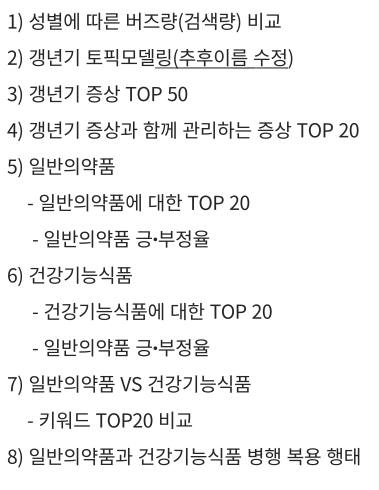 1) 성별에 따른 버즈량(검색량) 비교
2) 갱년기 토픽모델링(추후이름 수정)
3) 갱년기 증상 TOP 50
4) 갱년기 증상과 함께 관리하는 증상 TOP 20
5) 일반의약품
- 일반의약품에 대한 TOP 20
- 일반의약품 긍•부정율
6) 건강기능식품
- 건강기능식품에 대한 TOP 20
- 일반의약품 긍•부정율
7) 일반의약품 VS 건강기능식품
- 키워드 TOP20 비교
8) 일반의약품과 건강기능식품 병행 복용 행태